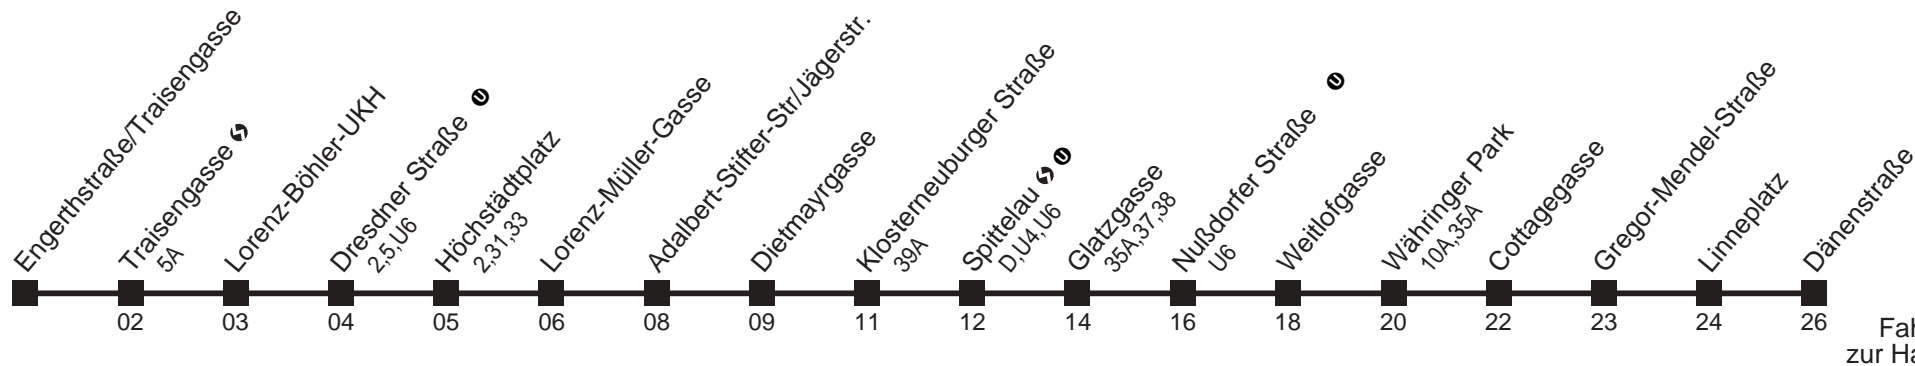 Engerthstraße/Traisengasse
Traisengasse
5A
Lorenz-Böhler-UKH
Dresdner Straße U
2,5,U6
Höchstädtplatz
2,31,33
Lorenz-Müller-Gasse
Adalbert-Stifter-Str/Jägerstr.
Dietmayrgasse
Klosterneuburger Straße
39A
Spittelau U
D,U4,U6
Glatzgasse
35A,37,38
Nußdorfer Straße U
U6
Weitlofgasse
Währinger Park
10A,35A
Cottagegasse
Gregor-Mendel-Straße
Linneplatz
Dänenstraße
02 03 04 05 06 08 09 11 12 14 16 18 20 22 23 24 26
Fah
zur Ha